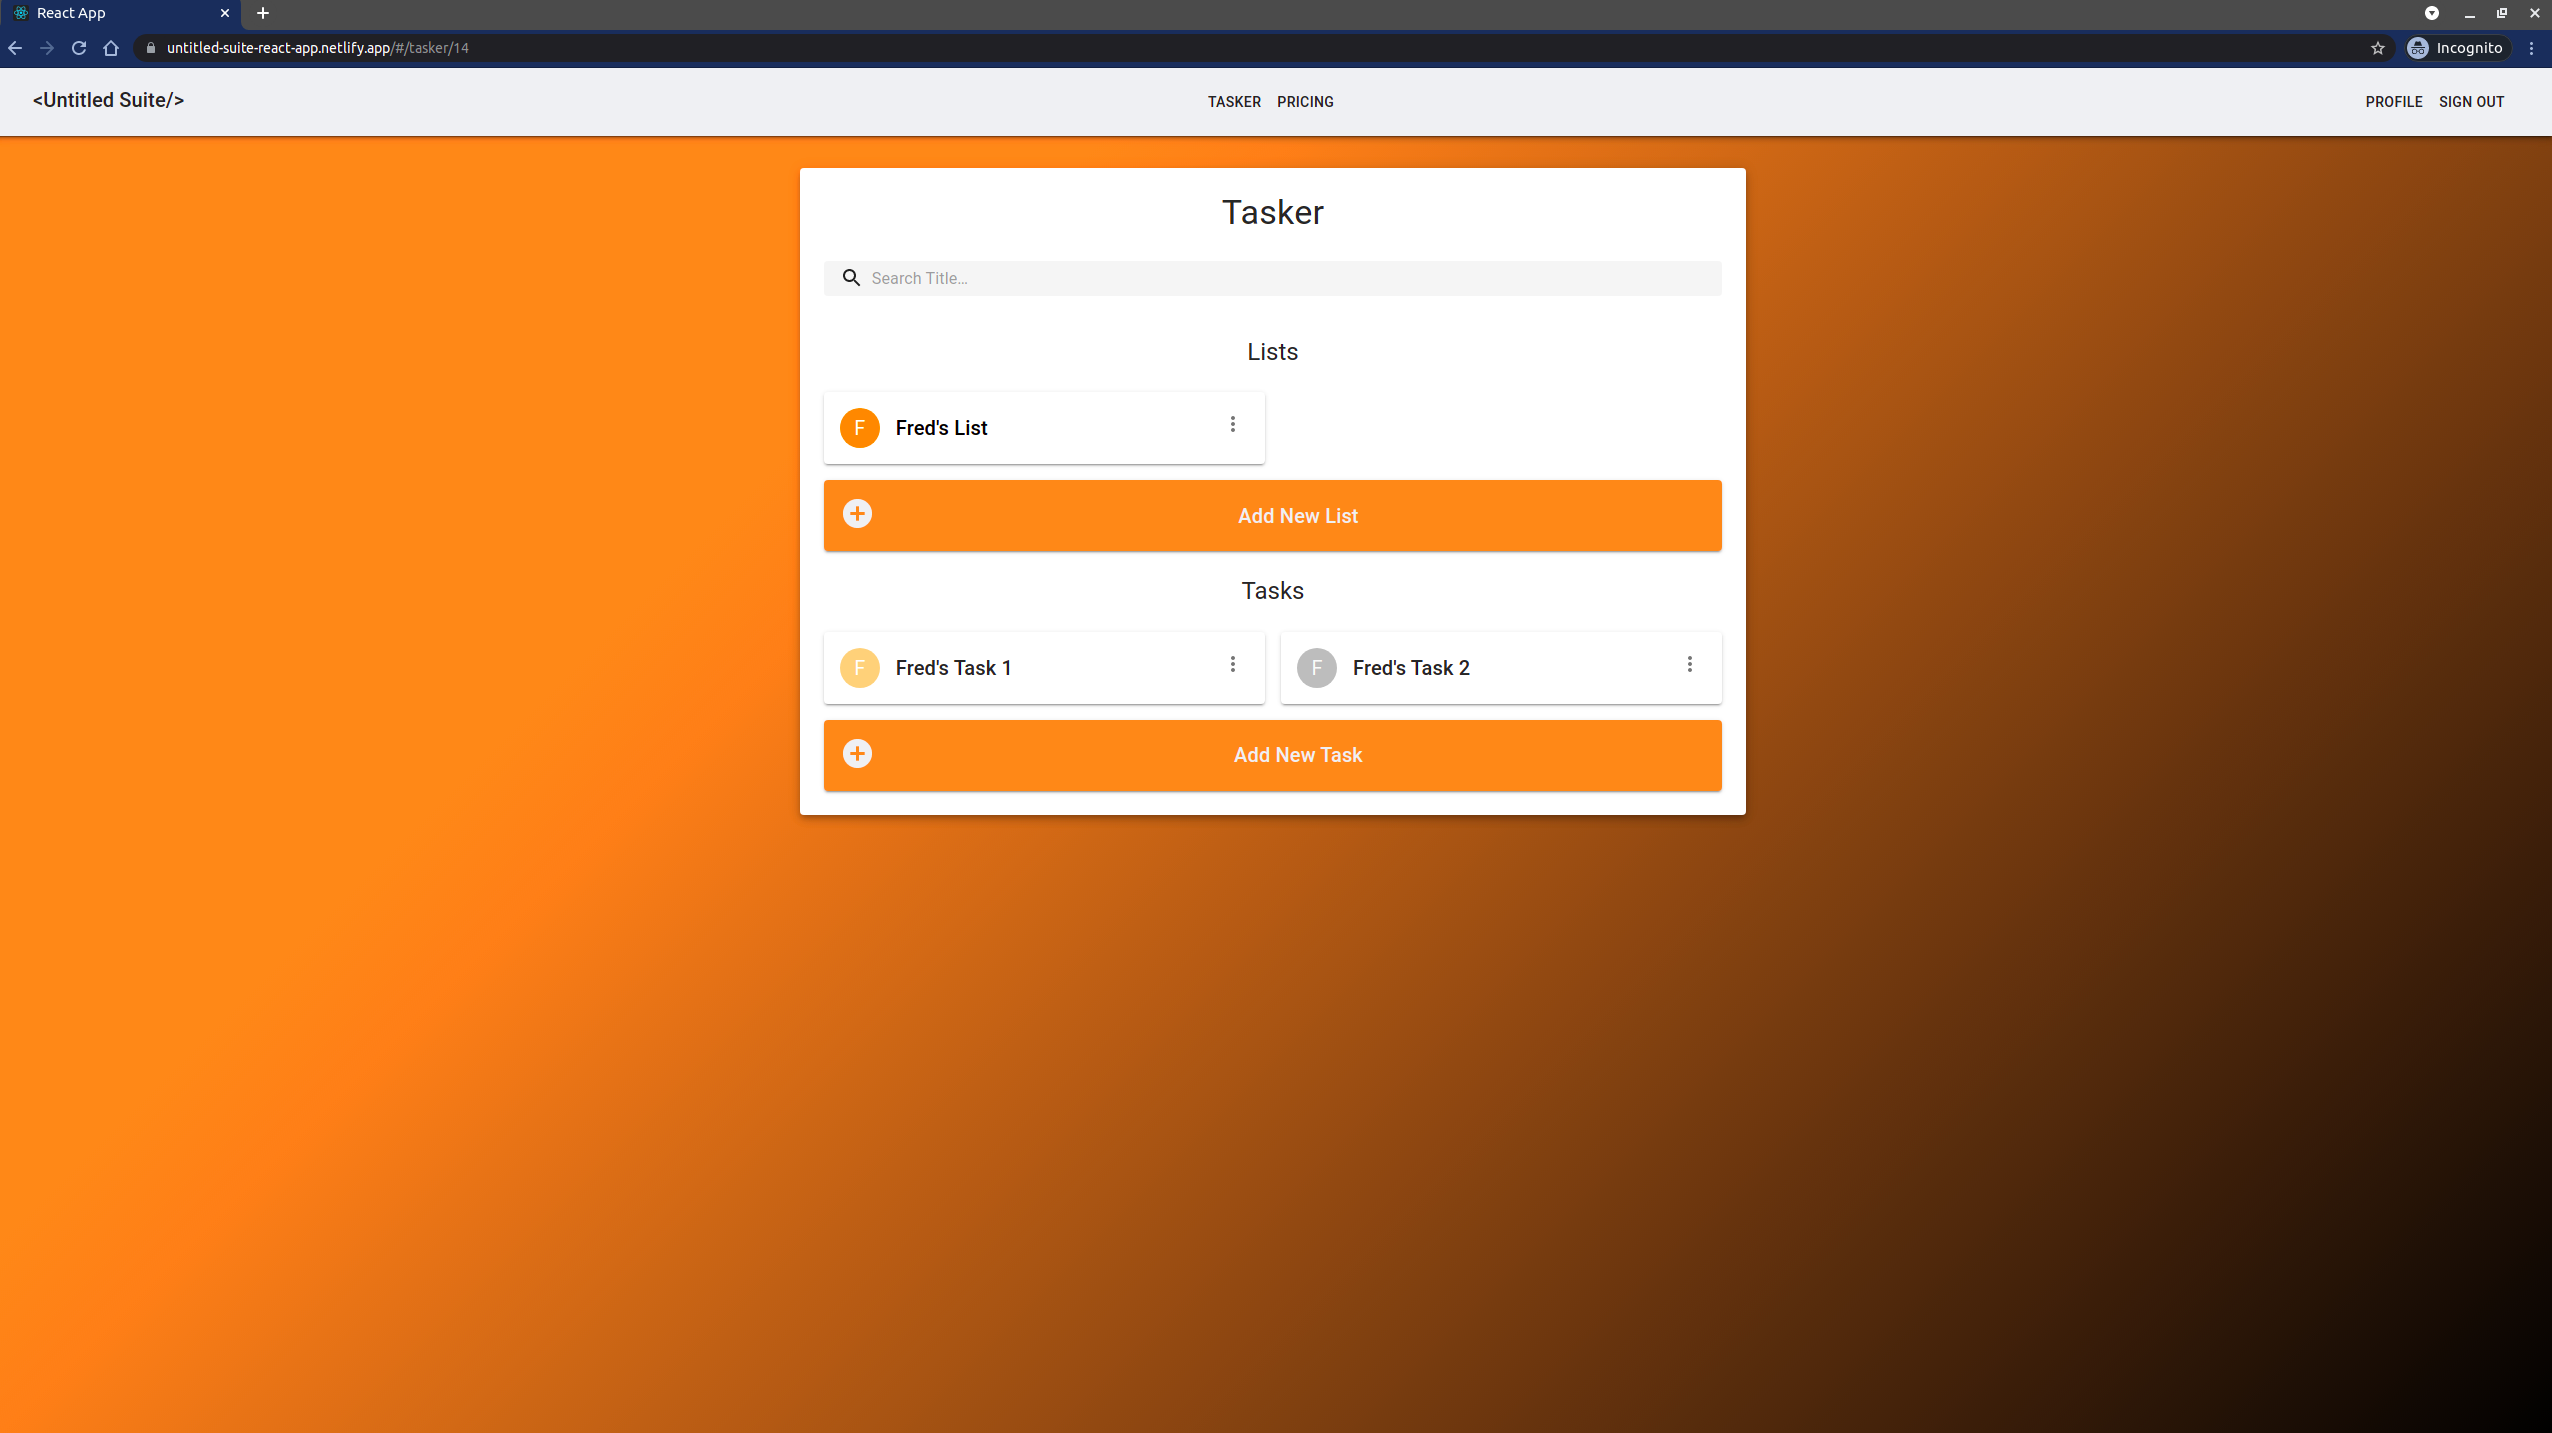 React App
untitled-suite-react-app.netlify.app/#/tasker/14
Incognito
<Untitled Suite/>
TASKER PRICING
PROFILE SIGN OUT
Tasker
Search Title...
Lists
F Fred's List
Add New List
Tasks
F Fred's Task 1
F Fred's Task 2
Add New Task